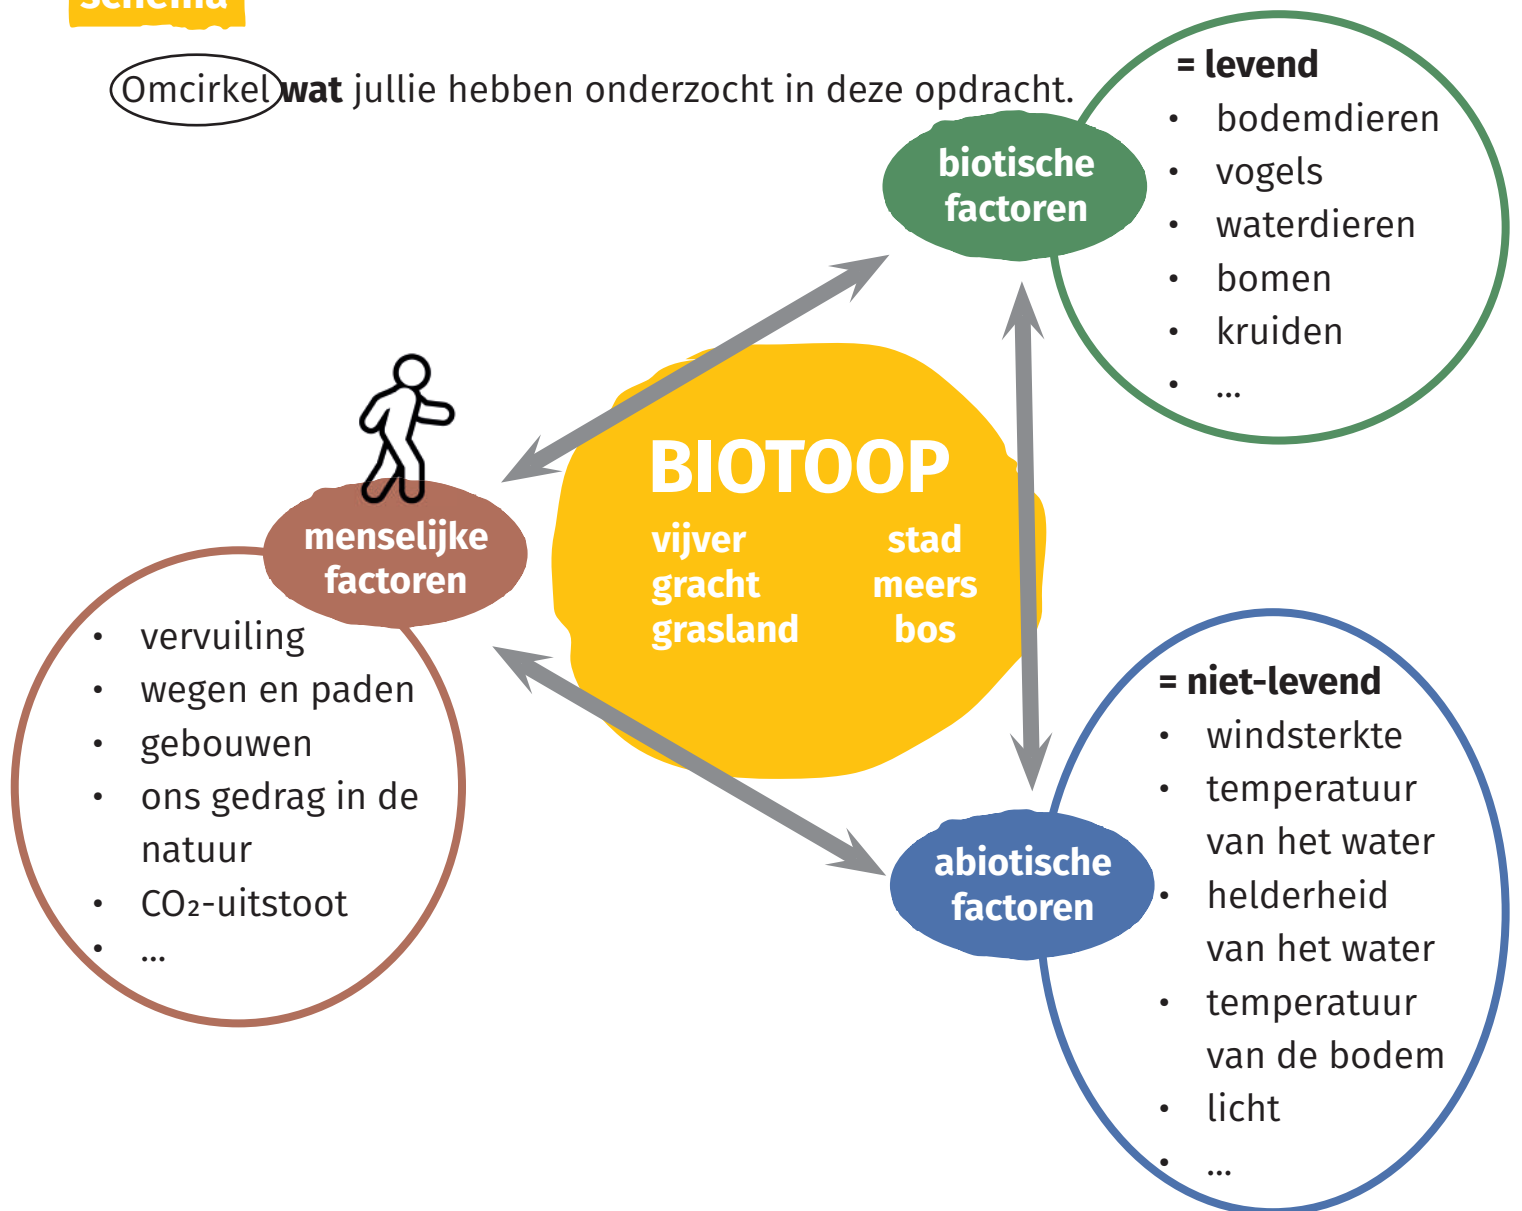 schema
Omcirkel wat jullie hebben onderzocht in deze opdracht.
biotische
factoren
= levend
• bodemdieren
• vogels
• waterdieren
• bomen
• kruiden
• ...
BIOTOOP
vijver stad
gracht meers
grasland bos
menselijke
factoren
• vervuiling
• wegen en paden
• gebouwen
• ons gedrag in de
natuur
• CO₂-uitstoot
• ...
abiotische
factoren
= niet-levend
• windsterkte
• temperatuur
van het water
• helderheid
van het water
• temperatuur
van de bodem
• licht
• ...